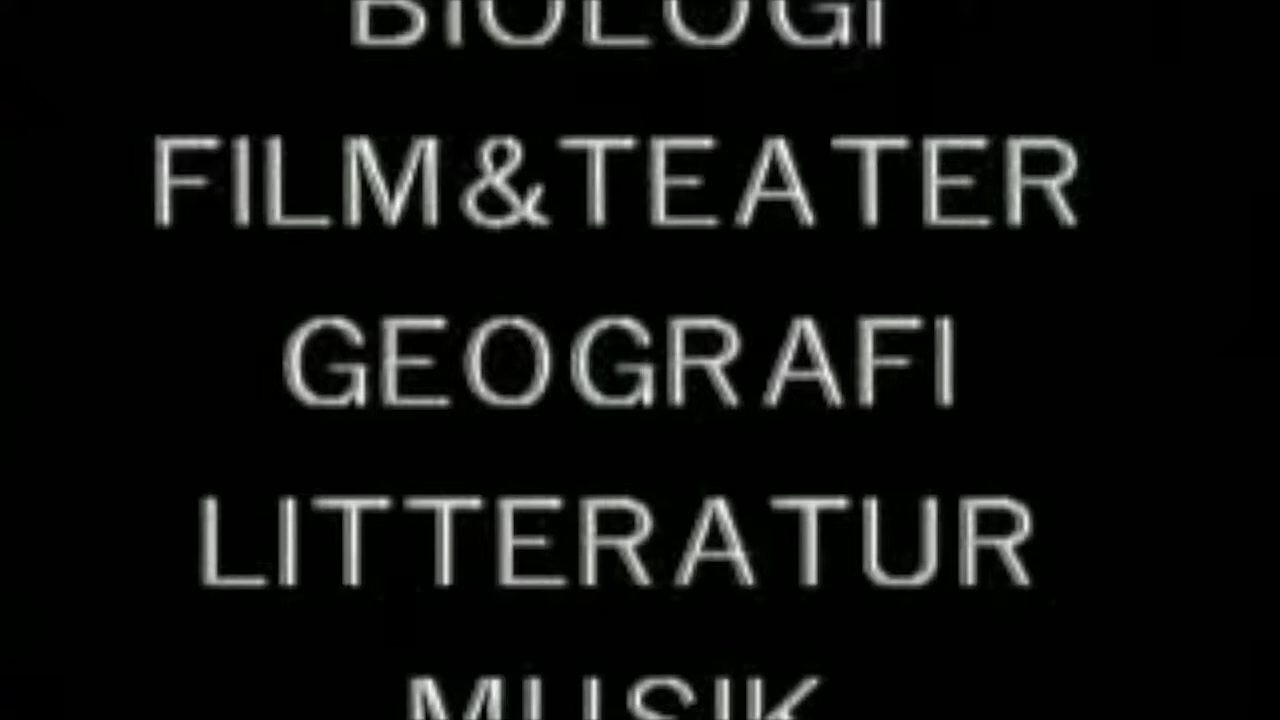 BIOLOGI
FILM&TEATER
GEOGRAFI
LITTERATUR
MUSIK